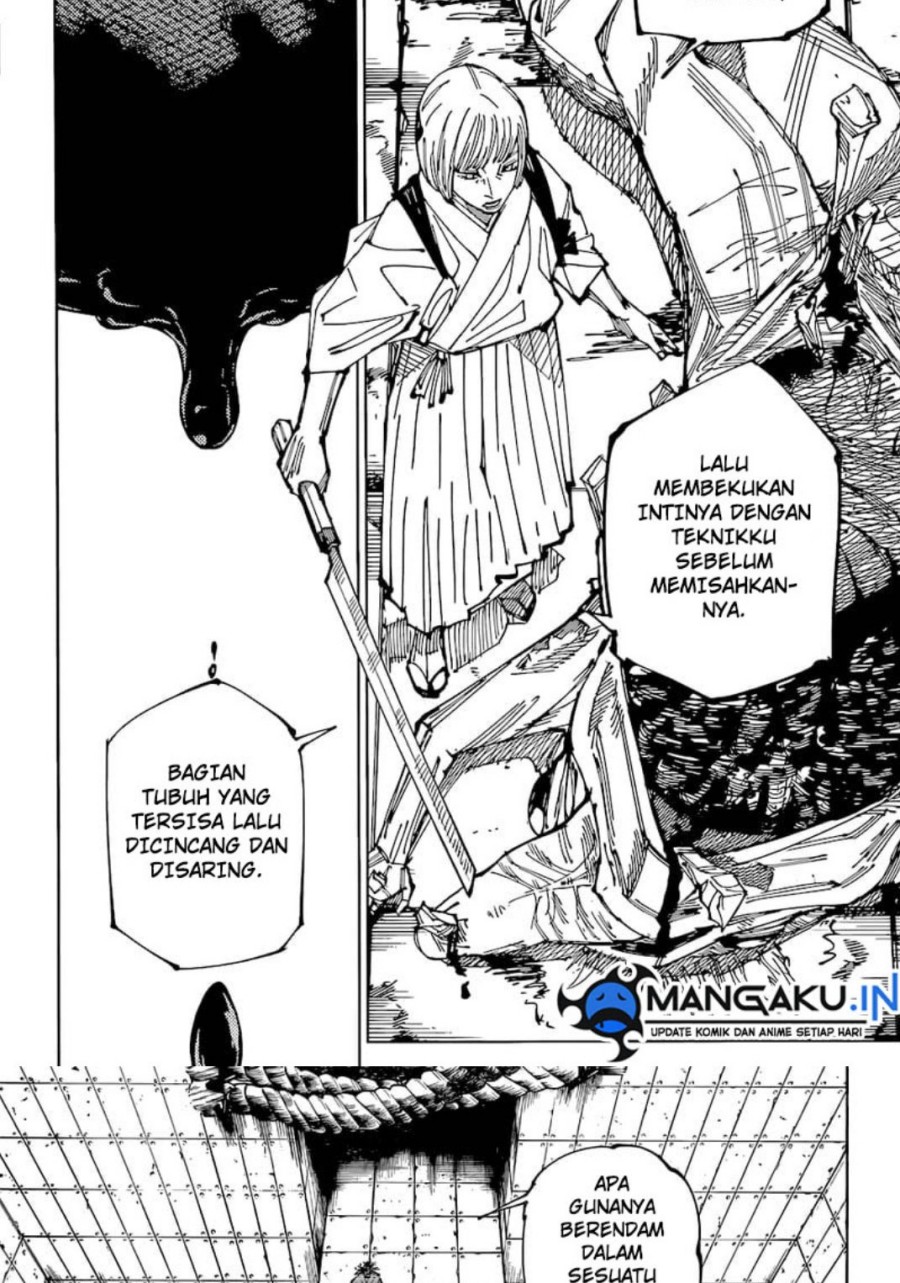 LALU
MEMBEKUKAN
INTINYA DENGAN
TEKNIKKU
SEBELUM
MEMISAHKAN-
NYA.
!
BAGIAN
TUBUH YANG
TERSISA LALU
DICINCANG DAN
DISARING.
MANGAKU.IN
UPDATE KOMIK DAN ANIME SETIAP HARI
APA
GUNANYA
BERENDAM
DALAM
SESUATU